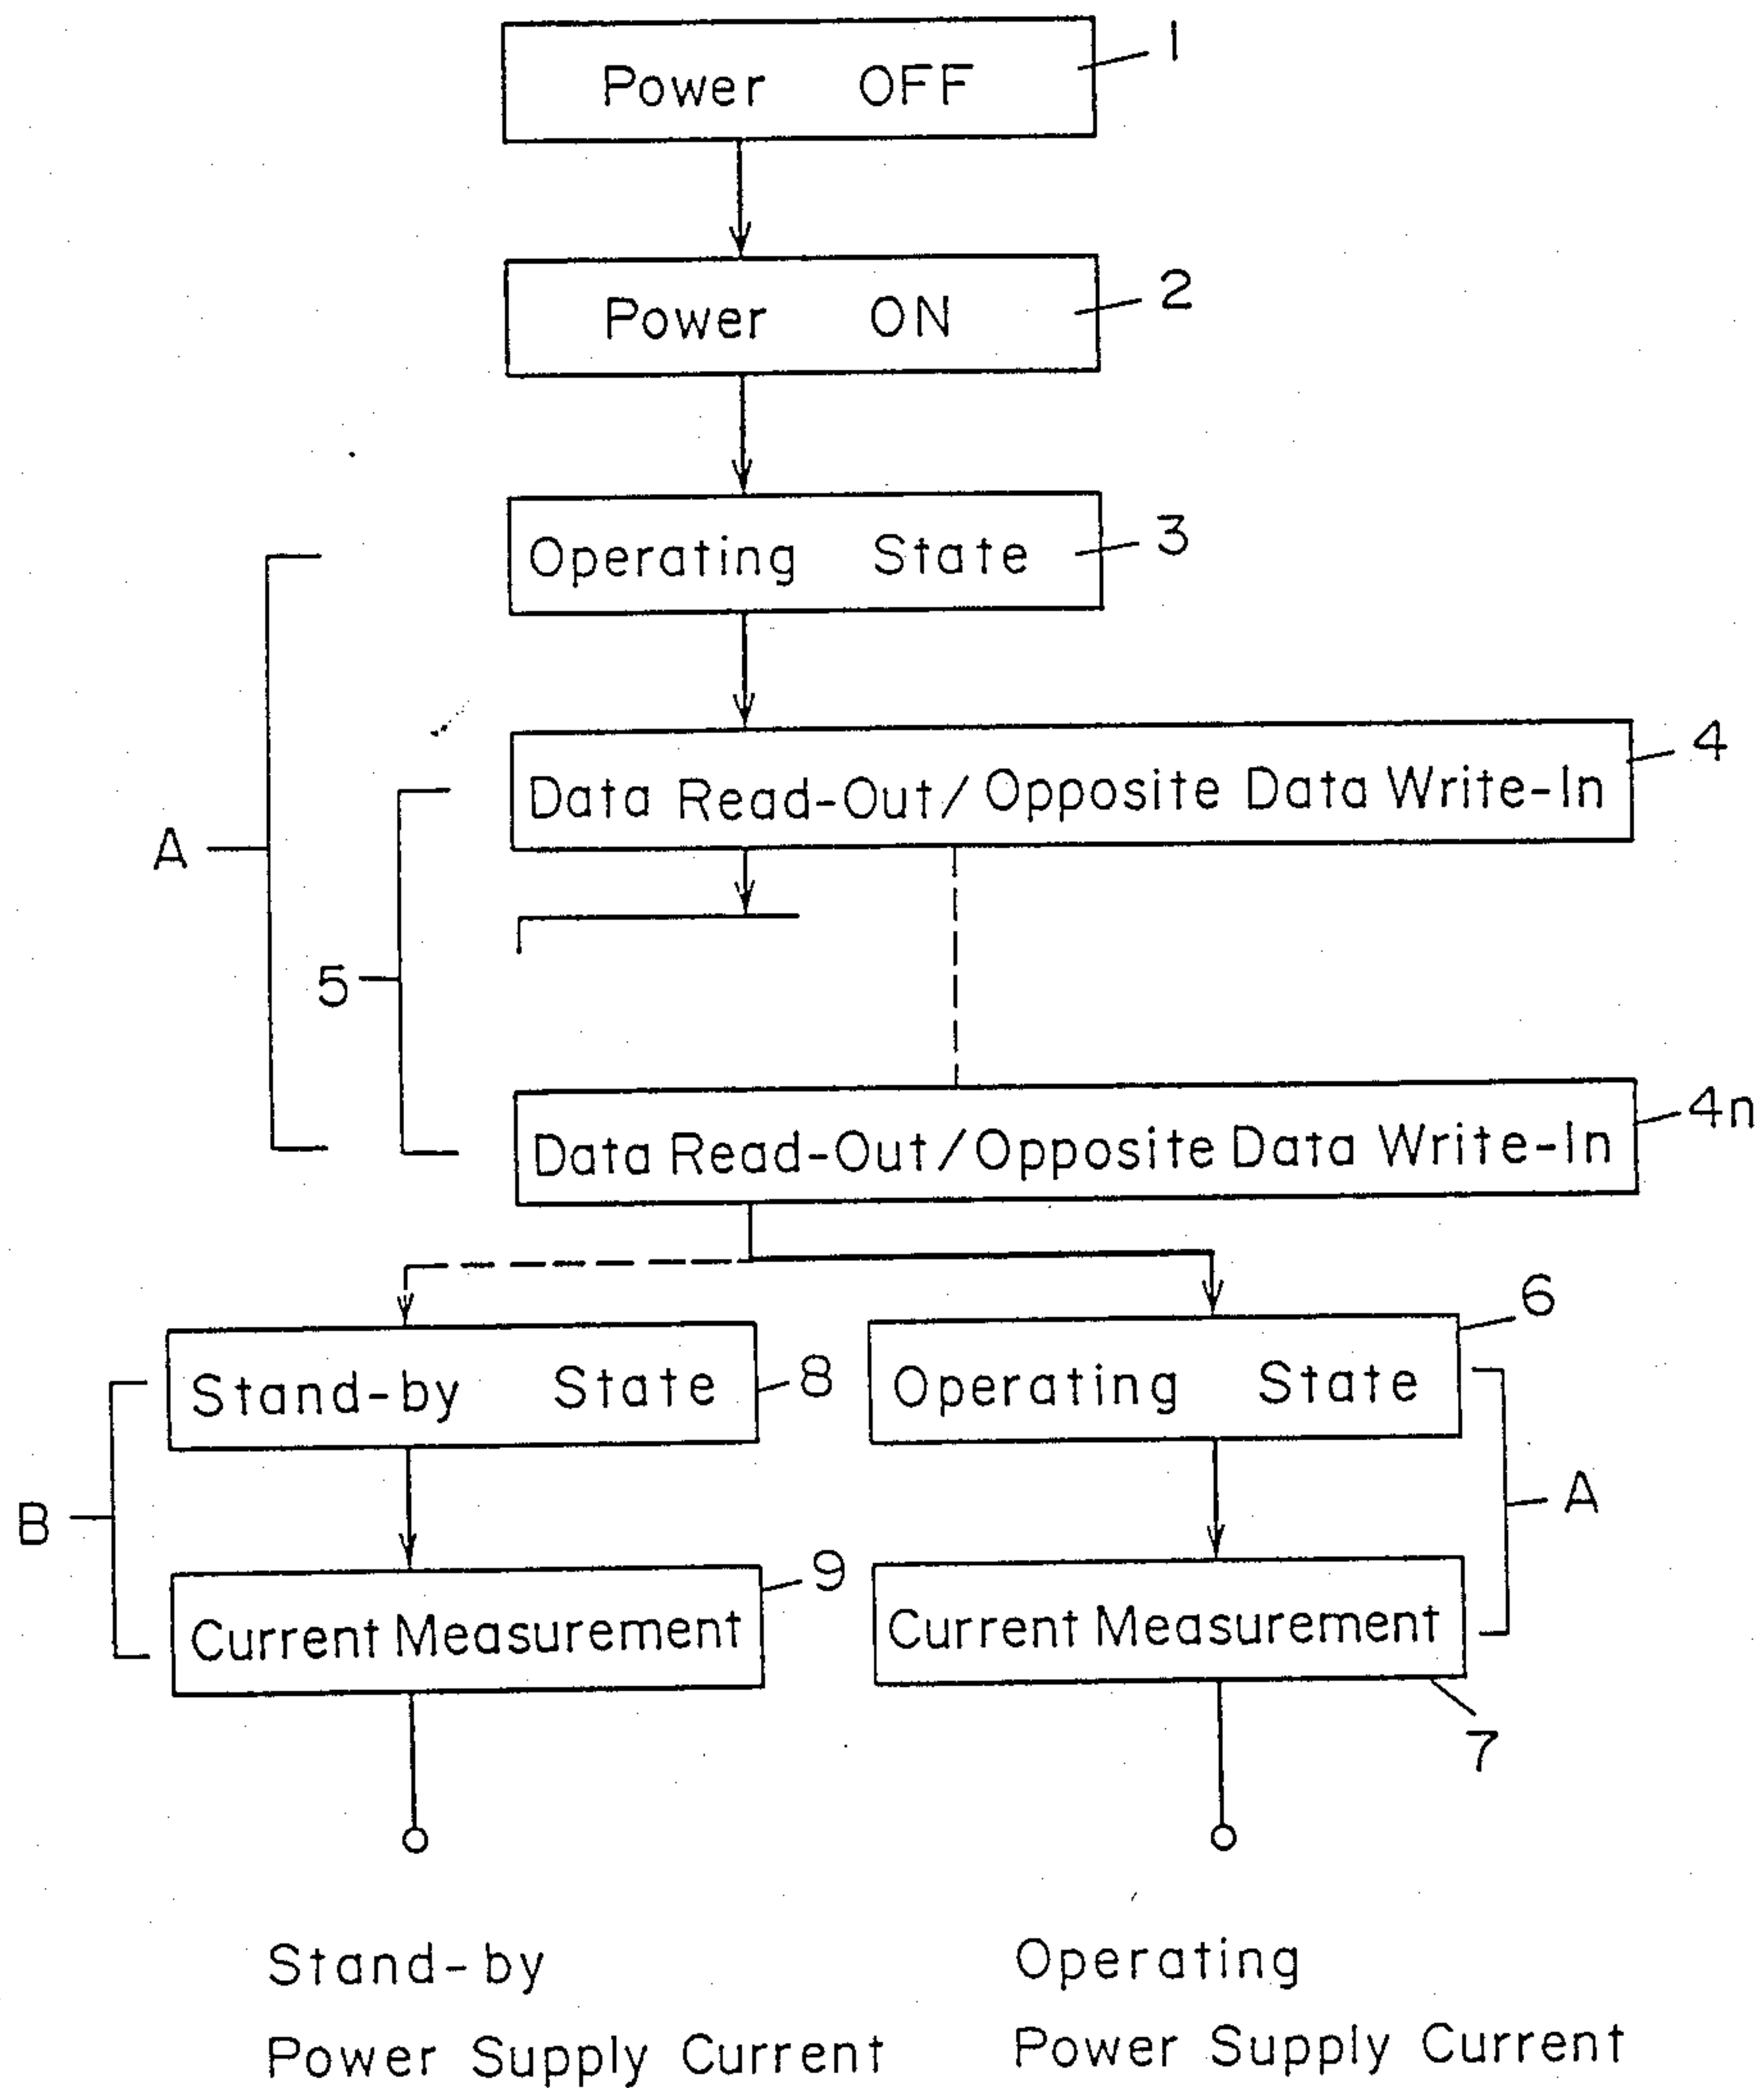 Power OFF
1
Power ON
2
Operating State
3
Data Read-Out/Opposite Data Write-In
4
A
5
Data Read-Out/Opposite Data Write-In
4n
6
Stand-by State
8
Operating State
B
A
9
Current Measurement
Current Measurement
7
Stand-by
Power Supply Current
Operating
Power Supply Current